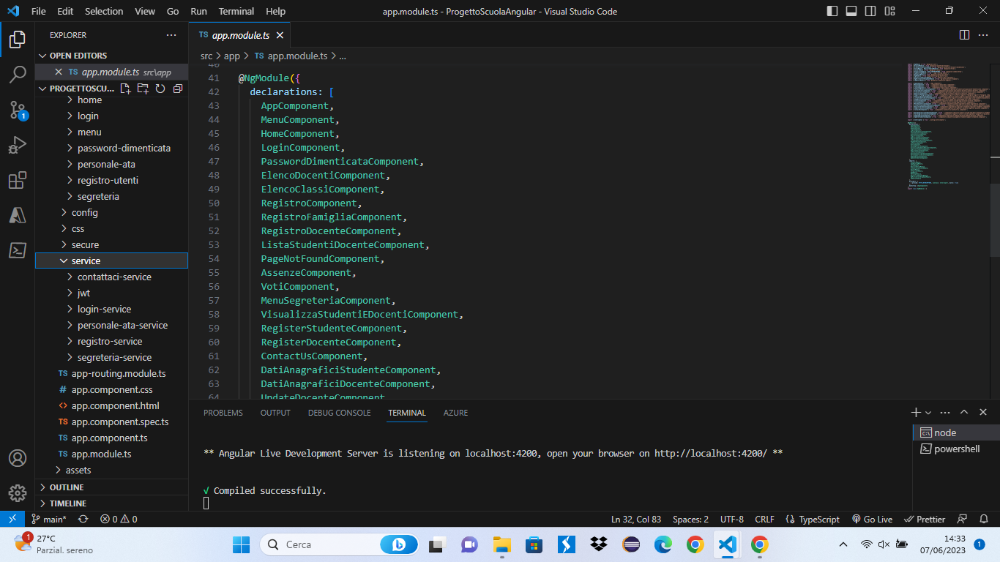 File Edit Selection View Go Run Terminal Help
app.module.ts - ProgettoScuolaAngular - Visual Studio Code
EXPLORER
OPEN EDITORS
TS app.module.ts src\app
PROGETTOSCU...
home
login
menu
password-dimenticata
personale-ata
registro-utenti
segreteria
config
css
secure
service
contattaci-service
jwt
login-service
personale-ata-service
registro-service
segreteria-service
TS app-routing.module.ts
# app.component.css
<> app.component.html
TS app.component.spec.ts
TS app.component.ts
TS app.module.ts
assets
OUTLINE
TIMELINE
1
TS app.module.ts
src > app > TS app.module.ts > ...
40
41 @NgModule({
42 declarations: [
43 AppComponent,
44 MenuComponent,
45 HomeComponent,
46 LoginComponent,
47 PasswordDimenticataComponent,
48 ElencoDocentiComponent,
49 ElencoClassiComponent,
50 RegistroComponent,
51 RegistroFamigliaComponent,
52 RegistroDocenteComponent,
53 ListaStudentiDocenteComponent,
54 PageNotFoundComponent,
55 AssenzeComponent,
56 VotiComponent,
57 MenuSegreteriaComponent,
58 VisualizzaStudentiEDocentiComponent,
59 RegisterStudenteComponent,
60 RegisterDocenteComponent,
61 ContactUsComponent,
62 DatiAnagraficiStudenteComponent,
63 DatiAnagraficiDocenteComponent,
64 UpdateDocenteComponent
PROBLEMS OUTPUT DEBUG CONSOLE TERMINAL AZURE
** Angular Live Development Server is listening on localhost:4200, open your browser on http://localhost:4200/ **
√ Compiled successfully.
node
powershell
main* 0 0
Ln 32, Col 83 Spaces: 2 UTF-8 CRLF TypeScript Go Live Prettier
1
27°C
Parzial. sereno
Cerca
14:33
07/06/2023
1